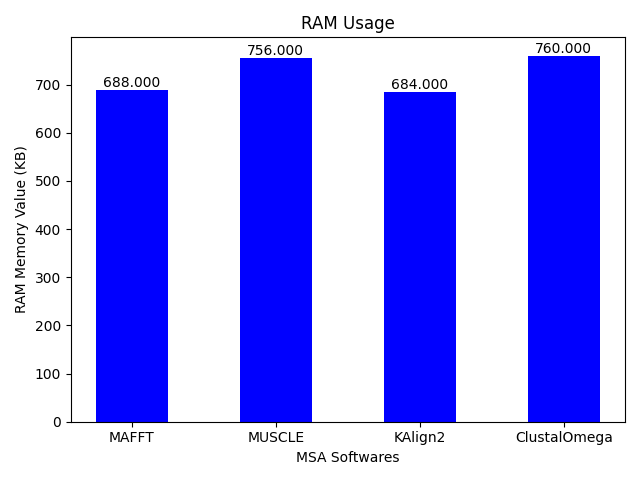 RAM Usage
688.000
756.000
684.000
760.000
700
600
500
400
300
200
100
0
RAM Memory Value (KB)
MAFFT
MUSCLE
KAlign2
ClustalOmega
MSA Softwares